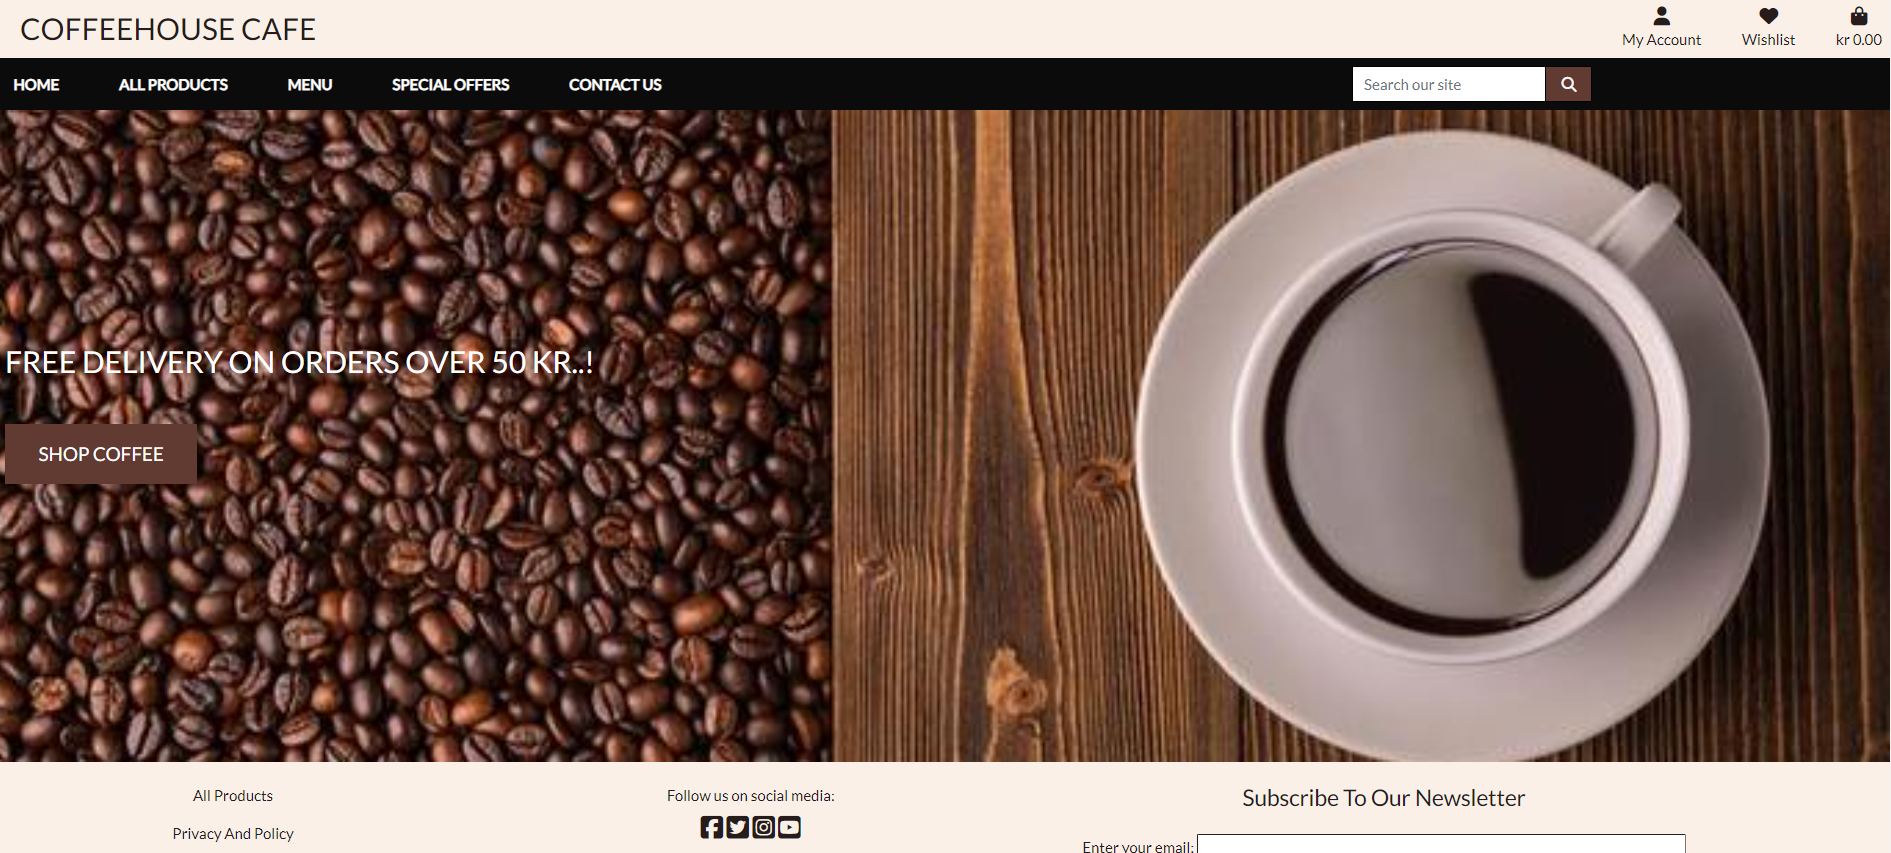 COFFEEHOUSE CAFE
My Account
Wishlist
kr 0.00
HOME
ALL PRODUCTS
MENU
SPECIAL OFFERS
CONTACT US
Search our site
FREE DELIVERY ON ORDERS OVER 50 KR..!
SHOP COFFEE
All Products
Privacy And Policy
Follow us on social media:
Subscribe To Our Newsletter
Enter your email: